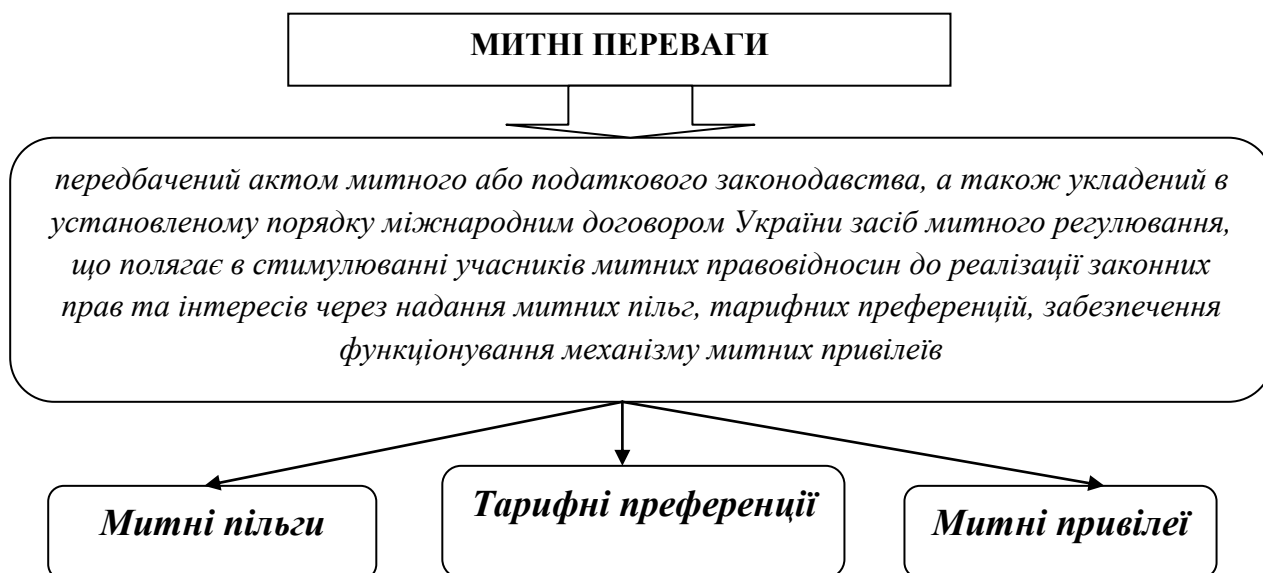 МИТНІ ПЕРЕВАГИ
передбачений актом митного або податкового законодавства, а також укладений в
установленому порядку міжнародним договором України засіб митного регулювання,
що полягає в стимулюванні учасників митних правовідносин до реалізації законних
прав та інтересів через надання митних пільг, тарифних преференцій, забезпечення
функціонування механізму митних привілеїв
Митні пільги
Тарифні преференції
Митні привілеї